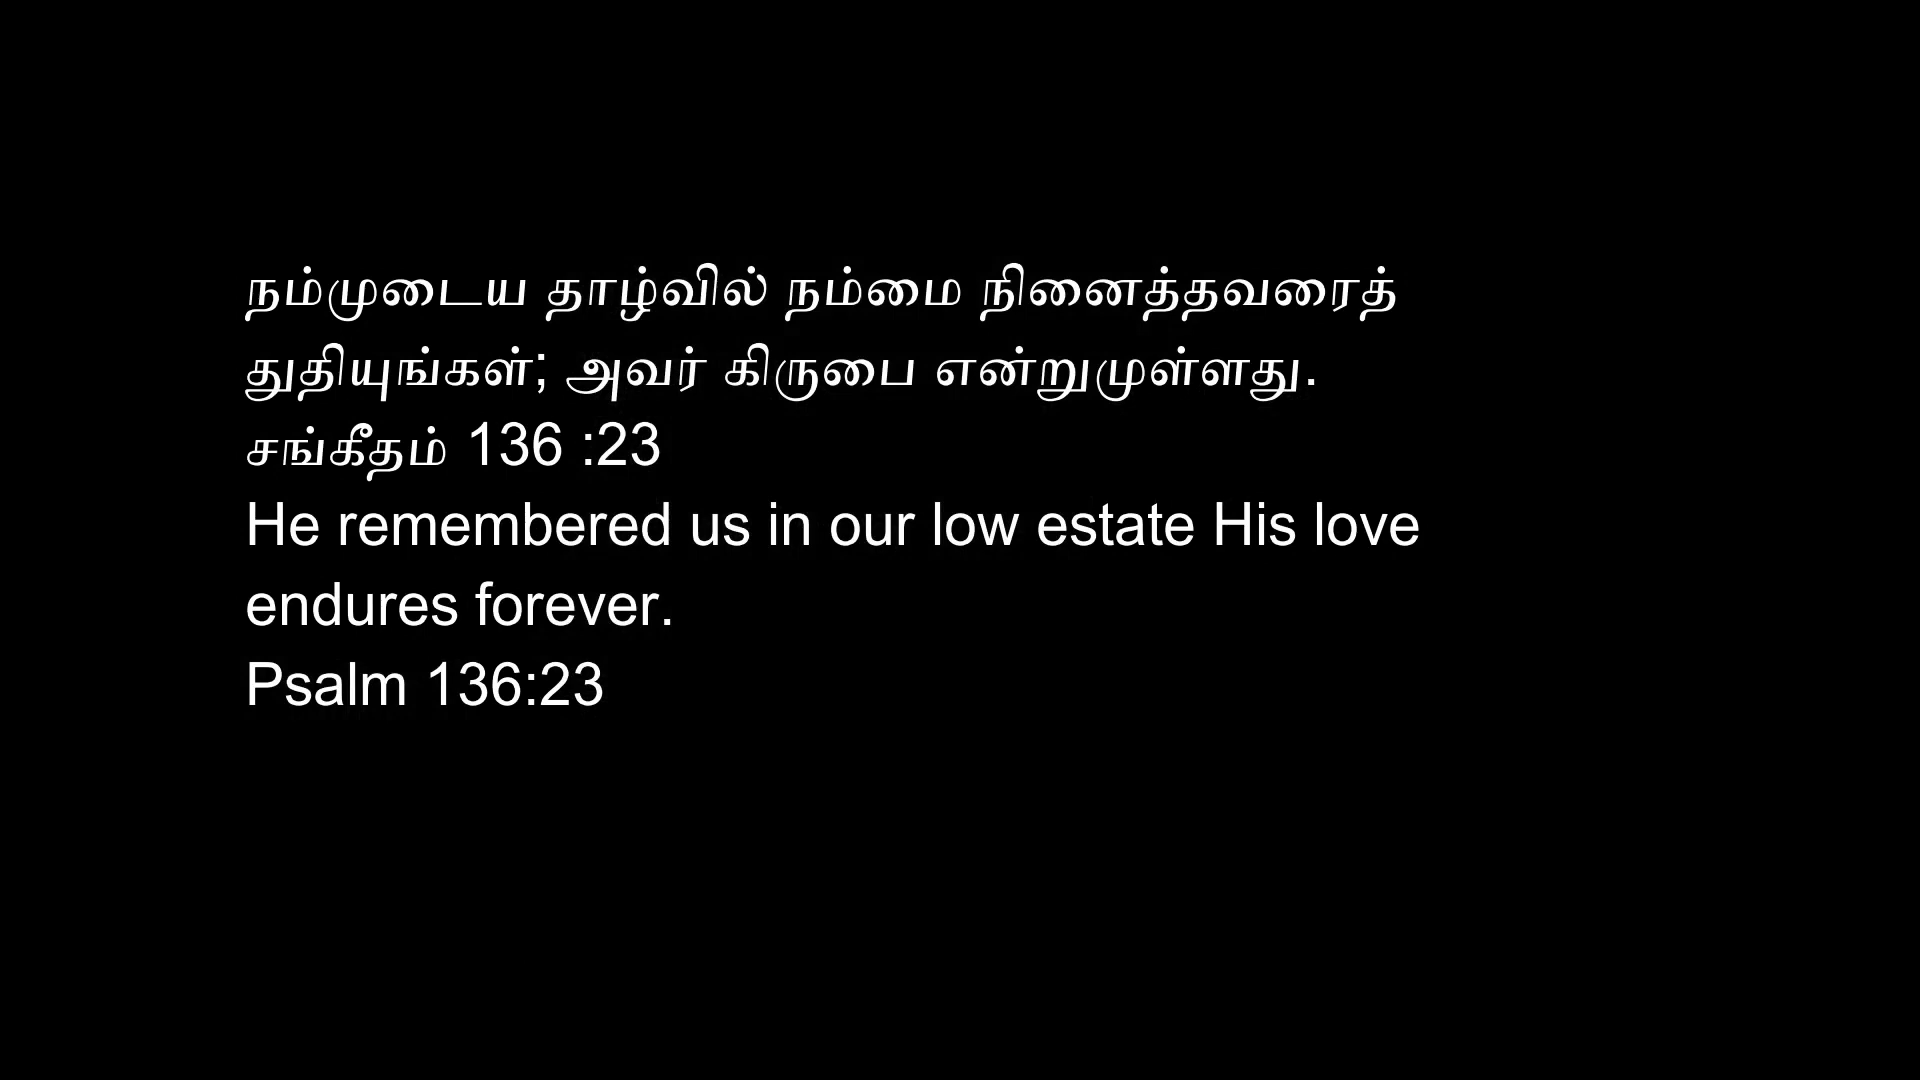 நம்முடைய தாழ்வில் நம்மை நினைத்தவரைத்
துதியுங்கள்; அவர் கிருபை என்றுமுள்ளது.
சங்கீதம் 136 :23
He remembered us in our low estate His love
endures forever.
Psalm 136:23